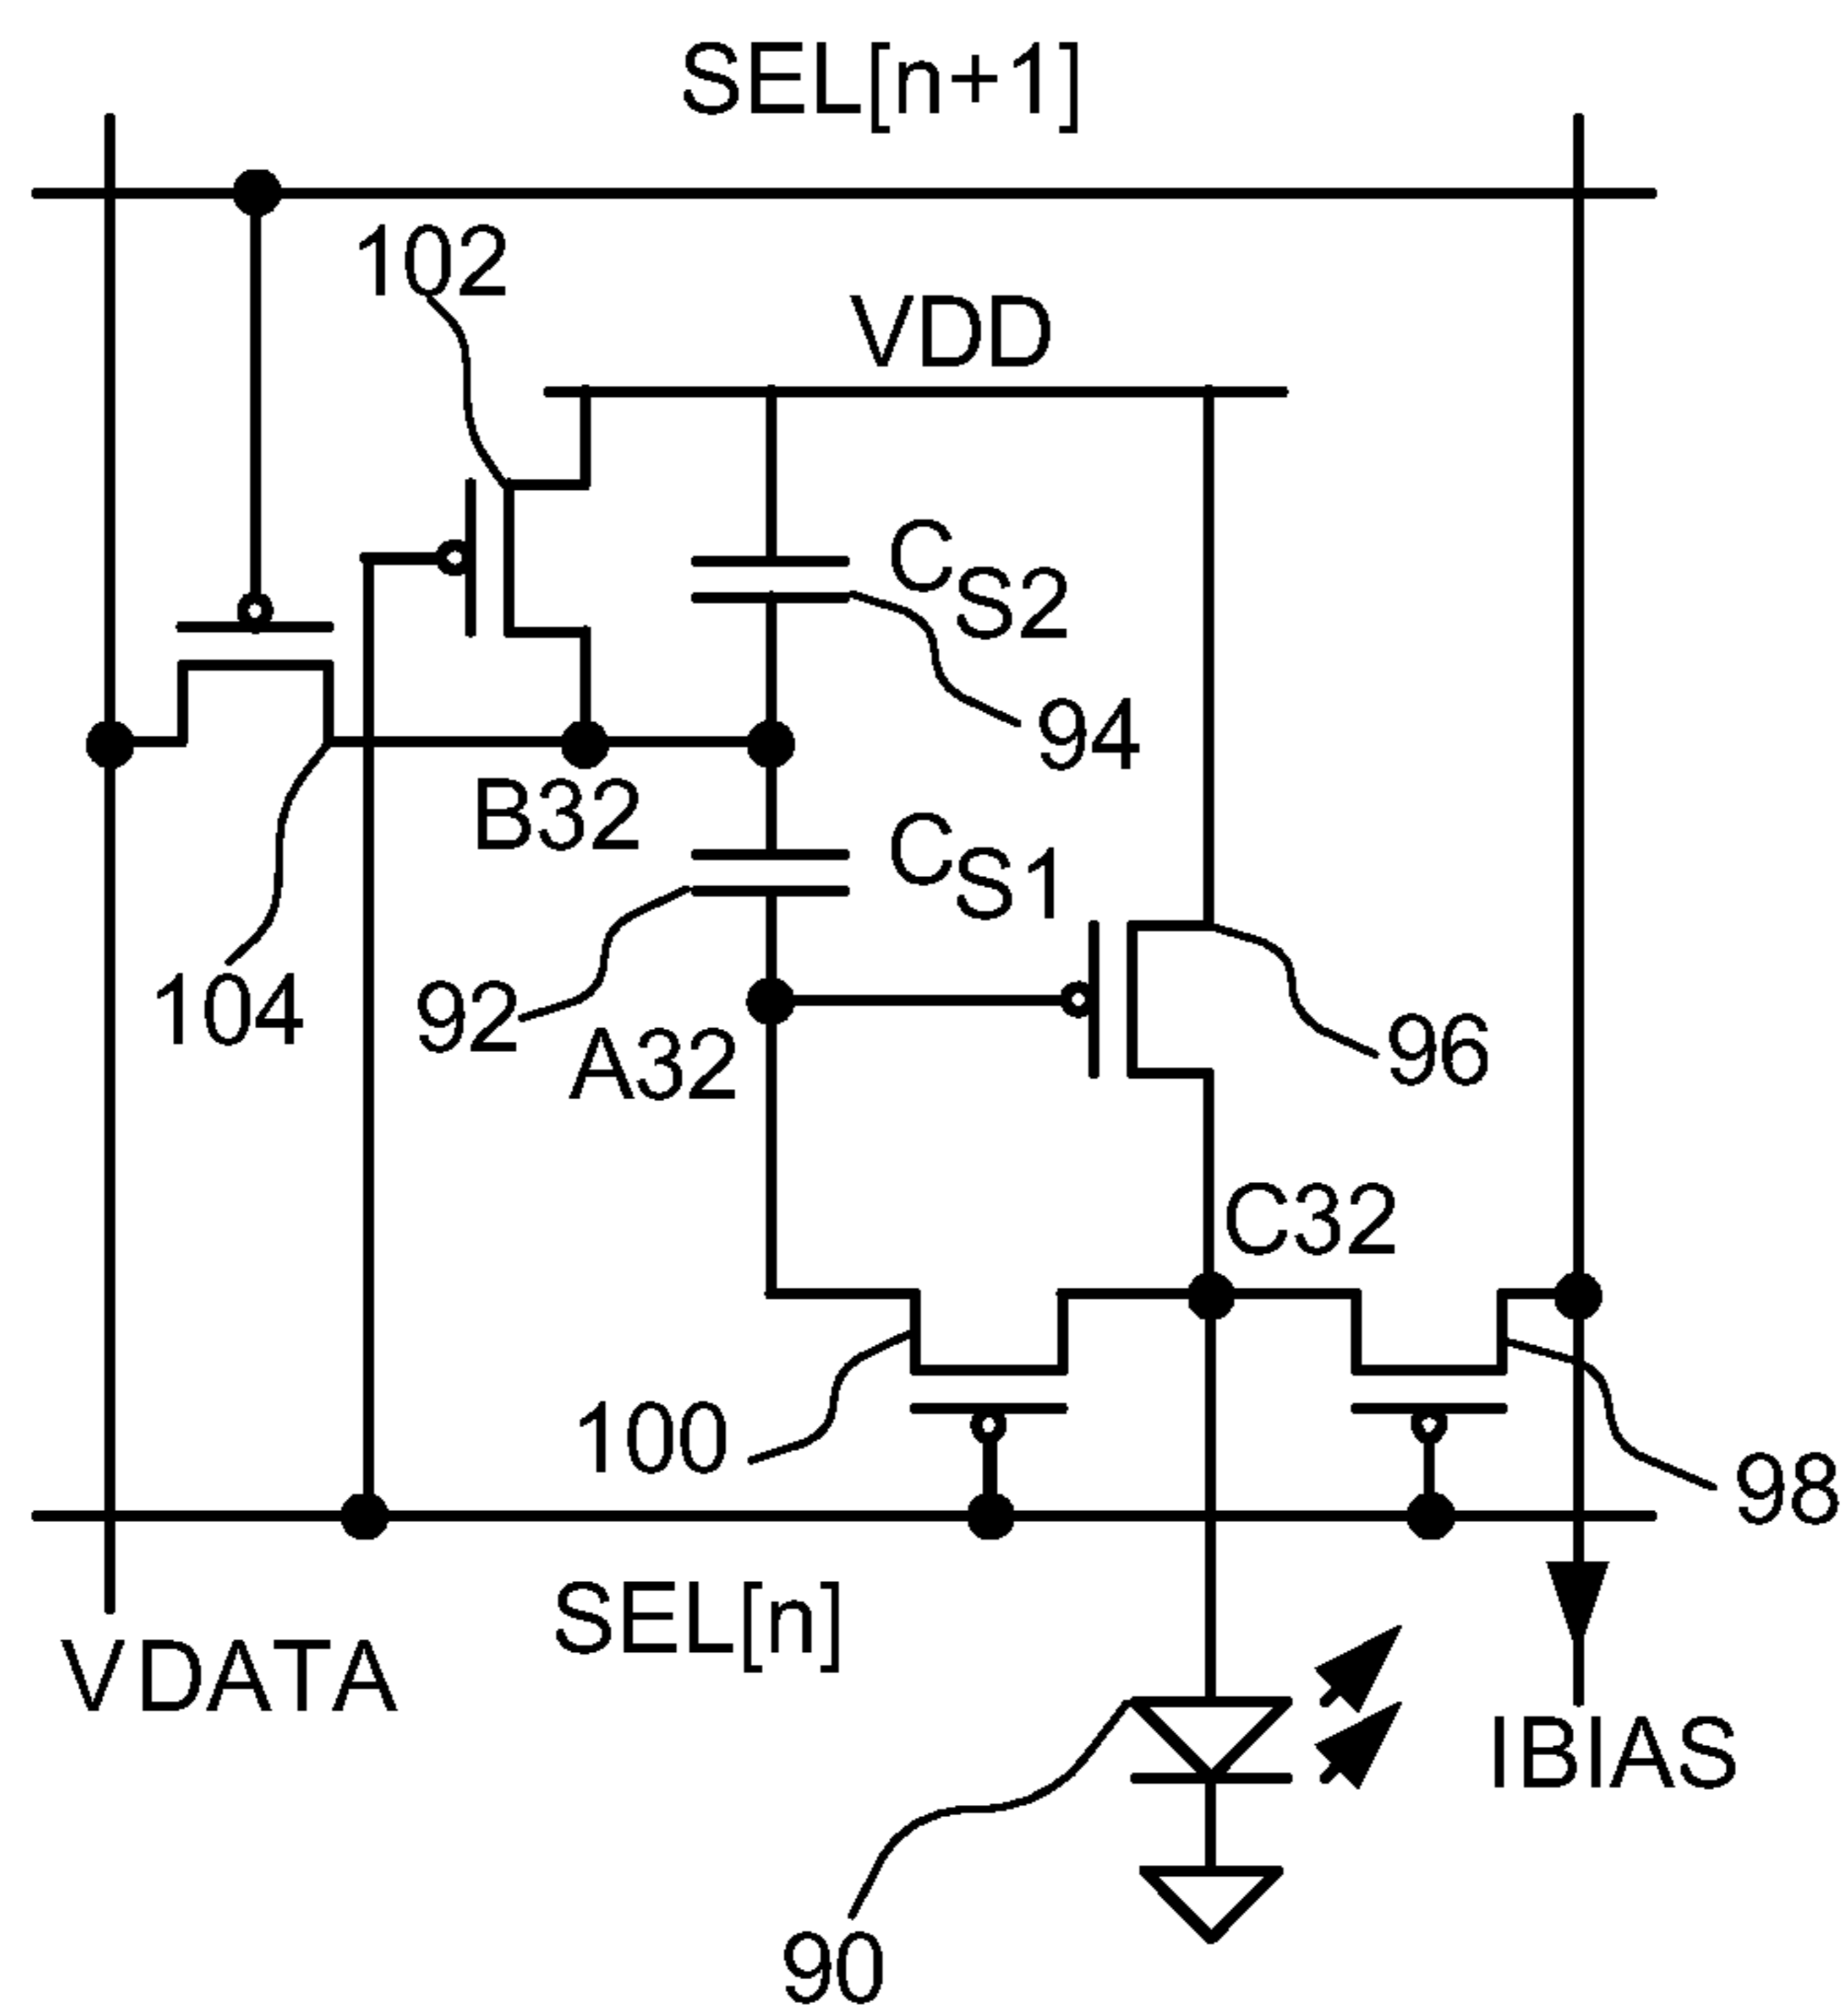 SEL[n+1]
102
VDD
CS2
94
B32
CS1
104
92
A32
96
C32
100
98
SEL[n]
VDATA
IBIAS
90